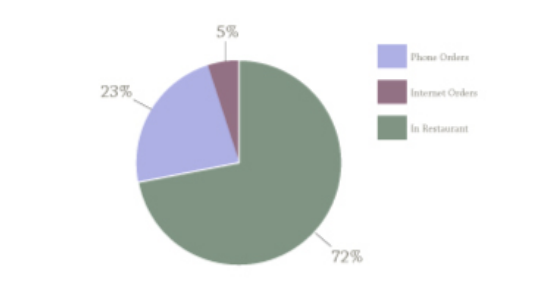 5%
23%
72%
Phone Orders
Internet Orders
In Restaurant